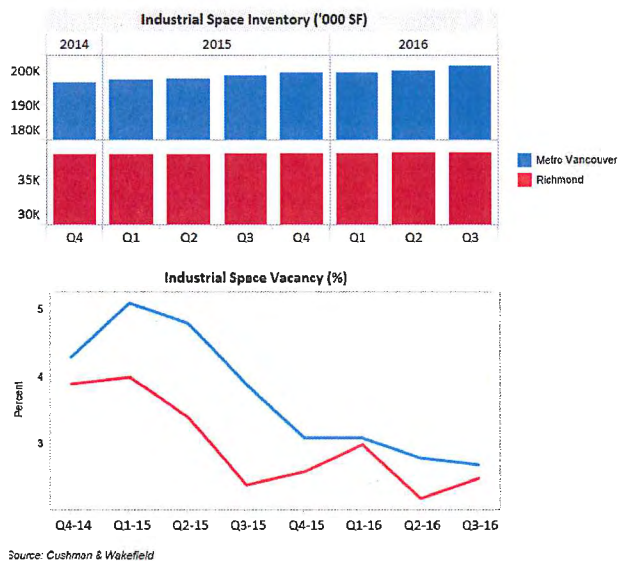 Industrial Space Inventory ('000 SF)
2014 2015 2016
200K
190K
180K
35K
30K
Metro Vancouver
Richmond
Q4 Q1 Q2 Q3 Q4 Q1 Q2 Q3
Industrial Space Vacancy (%)
5
4
3
Percent
Q4-14 Q1-15 Q2-15 Q3-15 Q4-15 Q1-16 Q2-16 Q3-16
Source: Cushman & Wakefield